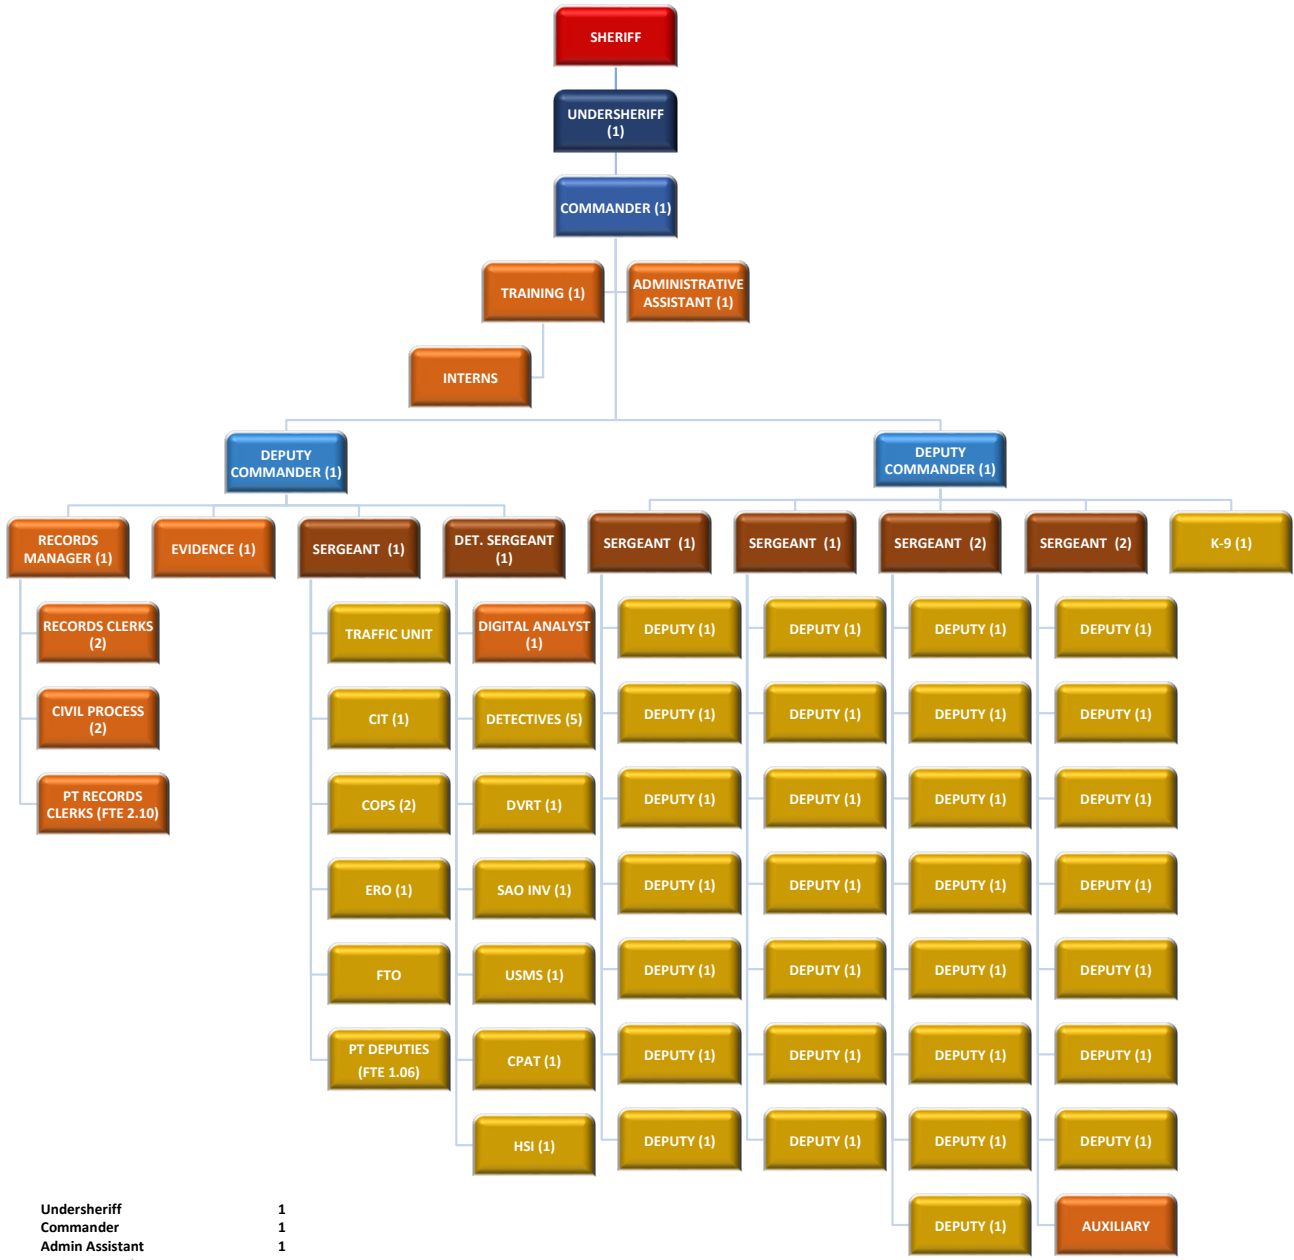 SHERIFF
UNDERSHERIFF
(1)
COMMANDER (1)
TRAINING (1)
ADMINISTRATIVE
ASSISTANT (1)
INTERNS
DEPUTY
COMMANDER (1)
DEPUTY
COMMANDER (1)
RECORDS
MANAGER (1)
EVIDENCE (1)
SERGEANT (1)
DET. SERGEANT
(1)
SERGEANT (1)
SERGEANT (1)
SERGEANT (2)
SERGEANT (2)
K-9 (1)
RECORDS CLERKS
(2)
TRAFFIC UNIT
DIGITAL ANALYST
(1)
DEPUTY (1)
DEPUTY (1)
DEPUTY (1)
DEPUTY (1)
CIVIL PROCESS
(2)
CIT (1)
DETECTIVES (5)
DEPUTY (1)
DEPUTY (1)
DEPUTY (1)
DEPUTY (1)
PT RECORDS
CLERKS (FTE 2.10)
COPS (2)
DVRT (1)
DEPUTY (1)
DEPUTY (1)
DEPUTY (1)
DEPUTY (1)
ERO (1)
SAO INV (1)
DEPUTY (1)
DEPUTY (1)
DEPUTY (1)
DEPUTY (1)
FTO
USMS (1)
DEPUTY (1)
DEPUTY (1)
DEPUTY (1)
DEPUTY (1)
PT DEPUTIES
(FTE 1.06)
CPAT (1)
DEPUTY (1)
DEPUTY (1)
DEPUTY (1)
DEPUTY (1)
HSI (1)
DEPUTY (1)
DEPUTY (1)
DEPUTY (1)
DEPUTY (1)
DEPUTY (1)
AUXILIARY
Undersheriff 1
Commander 1
Admin Assistant 1